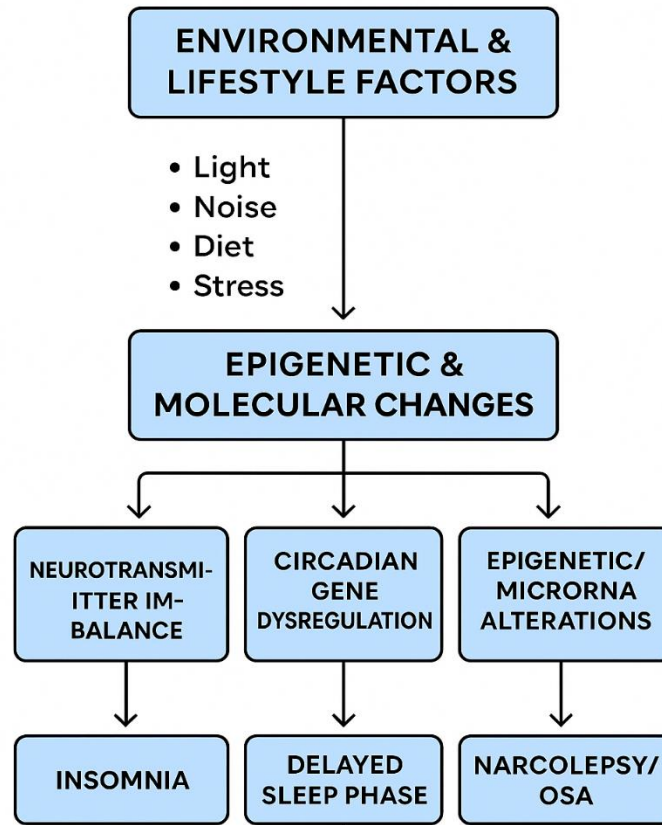 ENVIRONMENTAL &
LIFESTYLE FACTORS
• Light
• Noise
• Diet
• Stress
EPIGENETIC &
MOLECULAR CHANGES
NEUROTRANSMI-
ITTER IM-
BALANCE
CIRCADIAN
GENE
DYSREGULATION
EPIGENETIC/
MICRORNA
ALTERATIONS
INSOMNIA
DELAYED
SLEEP PHASE
NARCOLEPSY/
OSA